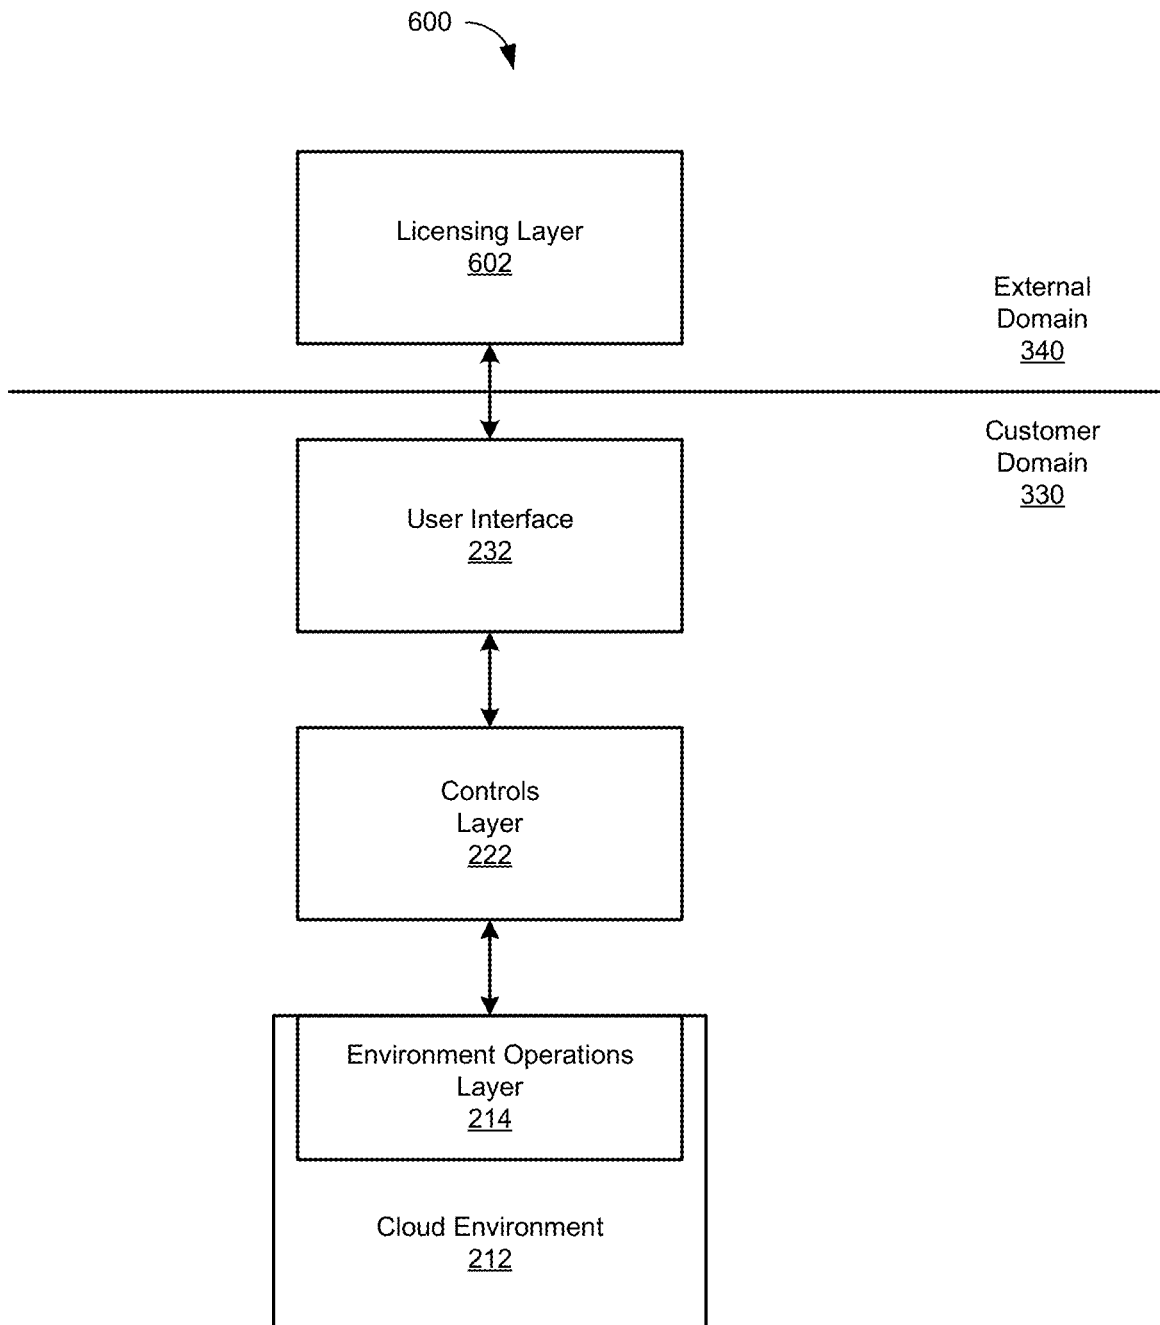 600
Licensing Layer
602
External
Domain
340
Customer
Domain
330
User Interface
232
Controls
Layer
222
Environment Operations
Layer
214
Cloud Environment
212